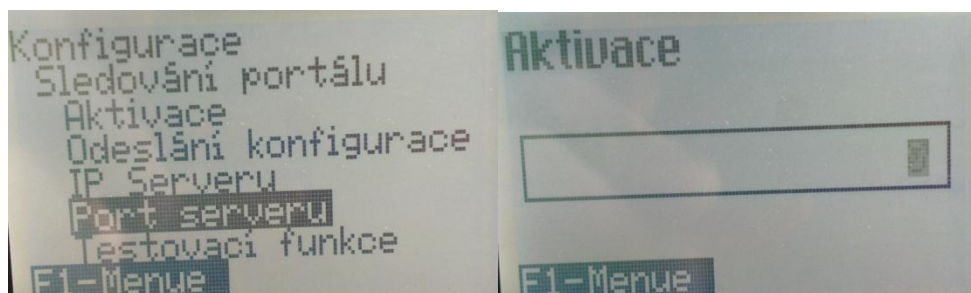 Konfigurace
Sledování portálu
Aktivace
Odeslání konfigurace
IP Serveru
Port serveru
Testovací funkce
F1-Menue
Aktivace
F1-Menue